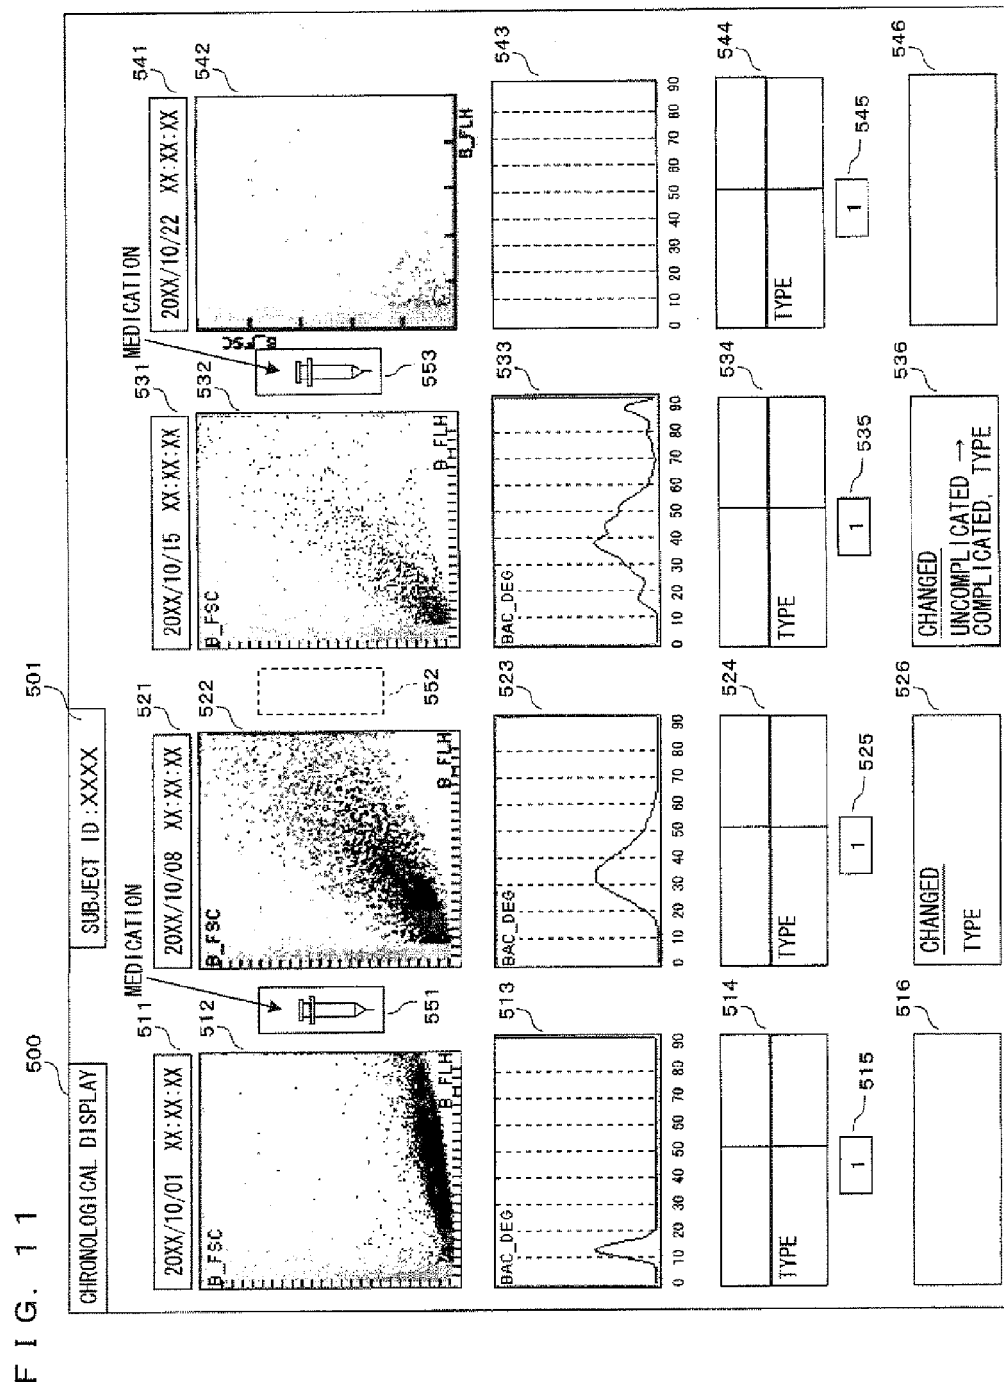 FIG. 11
CHRONOLOGICAL DISPLAY
500
SUBJECT ID:XXXX
501
20XX/10/01 XX:XX:XX
511
MEDICATION
20XX/10/08 XX:XX:XX
521
20XX/10/15 XX:XX:XX
531
MEDICATION
20XX/10/22 XX:XX:XX
541
B_FSC
B_FLH
512
551
B_FSC
B_FLH
522
552
B_FSC
B_FLH
532
553
B_FSC
B_FLH
542
BAC_DEG
0 10 20 30 40 50 60 70 80 90
513
BAC_DEG
0 10 20 30 40 50 60 70 80 90
523
BAC_DEG
0 10 20 30 40 50 60 70 80 90
533
0 10 20 30 40 50 60 70 80 90
543
TYPE
514
TYPE
524
TYPE
534
TYPE
544
1
515
1
525
1
535
1
545
516
CHANGED
TYPE
526
CHANGED
UNCOMPLICATED →
COMPLICATED, TYPE
536
546